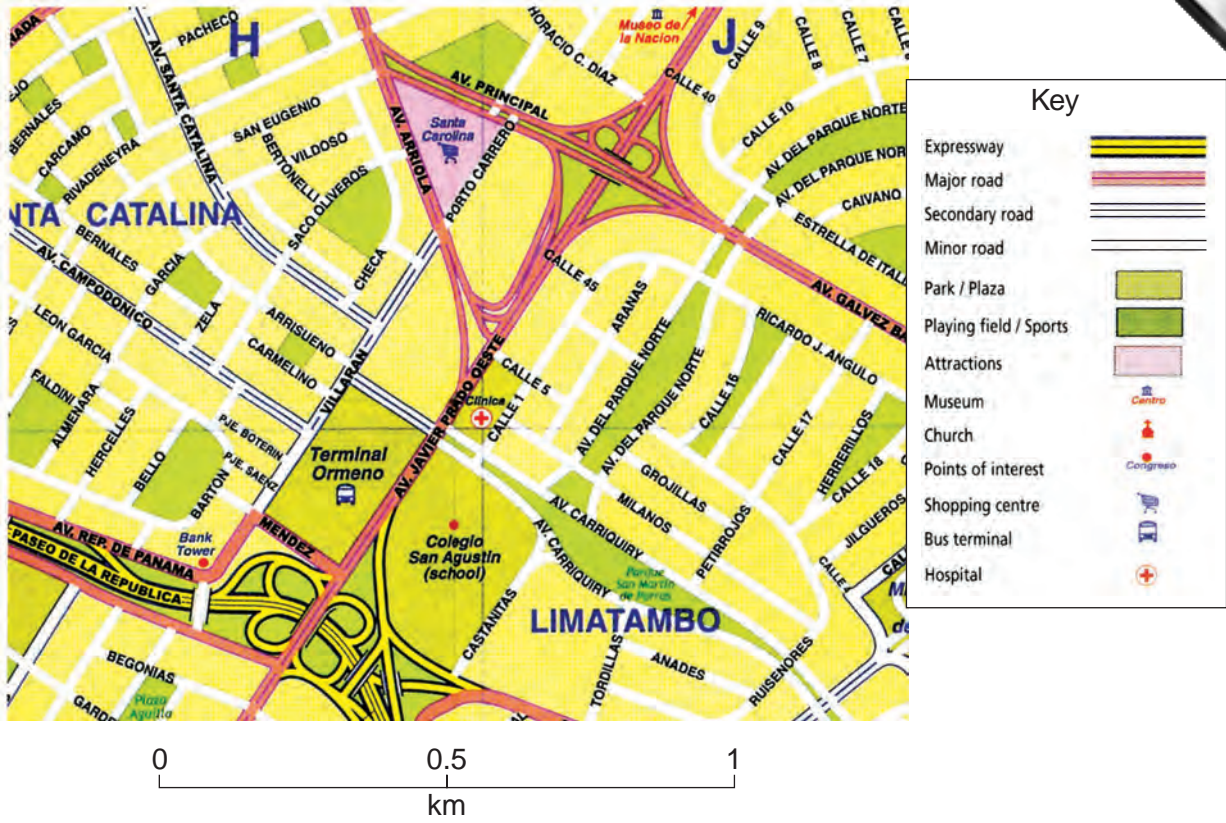 H
J
Museo de
la Nacion
NADA
PACHECO
HORACIO C. DIAZ
CALLE 9
CALLE 8
CALLE 7
AV. SANTA CATALINA
AV. PRINCIPAL
CALLE 40
CALLE 10
BERNALES
CARCAMO
RIVADENEYRA
SAN EUGENIO
BERTONELLI
VILDOSO
SACO OLIVEROS
AV. ARRIOLA
Santa
Carolina
PORTO CARRERO
AV. DEL PARQUE NORTE
AV. DEL PARQUE NOR
CAIVANO
ESTRELLA DE ITALI
NTA CATALINA
BERNALES
GARCIA
ZELA
CHECA
AV. CAMPODONICO
ARRISUENO
CARMELINO
VILLARAN
LEON GARCIA
FALDINI
ALMENARA
HERCELLES
BELLO
BARTON
PJE. BOTERIN
PJE. SAENZ
CALLE 45
ARANAS
AV. GALVEZ BA
RICARDO J. ANGULO
AV. DEL PARQUE NORTE
AV. DEL PARQUE NORTE
CALLE 16
CALLE 17
HERRERILLOS
CALLE 18
JILGUEROS
CALLE 5
CALLE 1
Clinica
AV. JAVIER PRADO OESTE
Terminal
Ormeno
GROJILLAS
MILANOS
PETIRROJOS
AV. CARRIQUIRY
AV. CARRIQUIRY
AV. REP. DE PANAMA
PASEO DE LA REPUBLICA
Bank
Tower
MENDEZ
Colegio
San Agustin
(school)
Parque
San Martin
de Porras
LIMATAMBO
CASTANITAS
TORDILLAS
ANADES
RUISENORES
BEGONIAS
Plaza
Aguilla
Key
Expressway
Major road
Secondary road
Minor road
Park / Plaza
Playing field / Sports
Attractions
Museum
Centro
Church
Points of interest
Congreso
Shopping centre
Bus terminal
Hospital
0 0.5 1
km